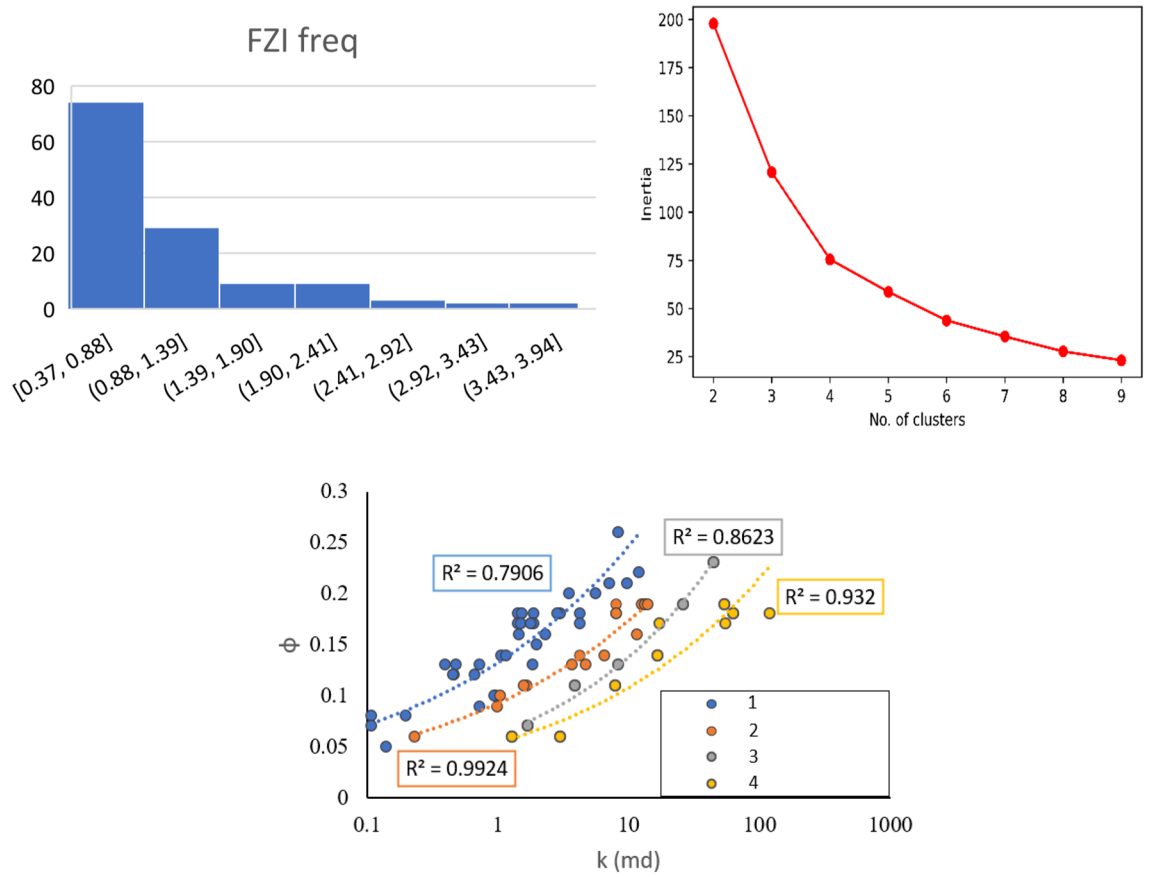 FZI freq
80
60
40
20
0
[0.37, 0.88]
(0.88, 1.39]
(1.39, 1.90]
(1.90, 2.41]
(2.41, 2.92]
(2.92, 3.43]
(3.43, 3.94]
200
175
150
125
100
75
50
25
Inertia
2 3 4 5 6 7 8 9
No. of clusters
0.3
0.25
0.2
0.15
0.1
0.05
0
ϕ
R² = 0.7906
R² = 0.8623
R² = 0.932
R² = 0.9924
1
2
3
4
0.1 1 10 100 1000
k (md)